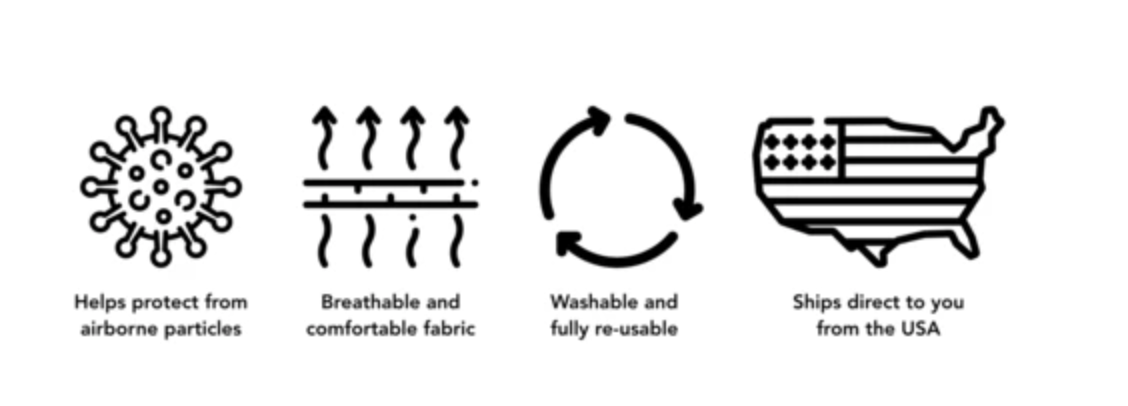 Helps protect from
airborne particles
Breathable and
comfortable fabric
Washable and
fully re-usable
Ships direct to you
from the USA